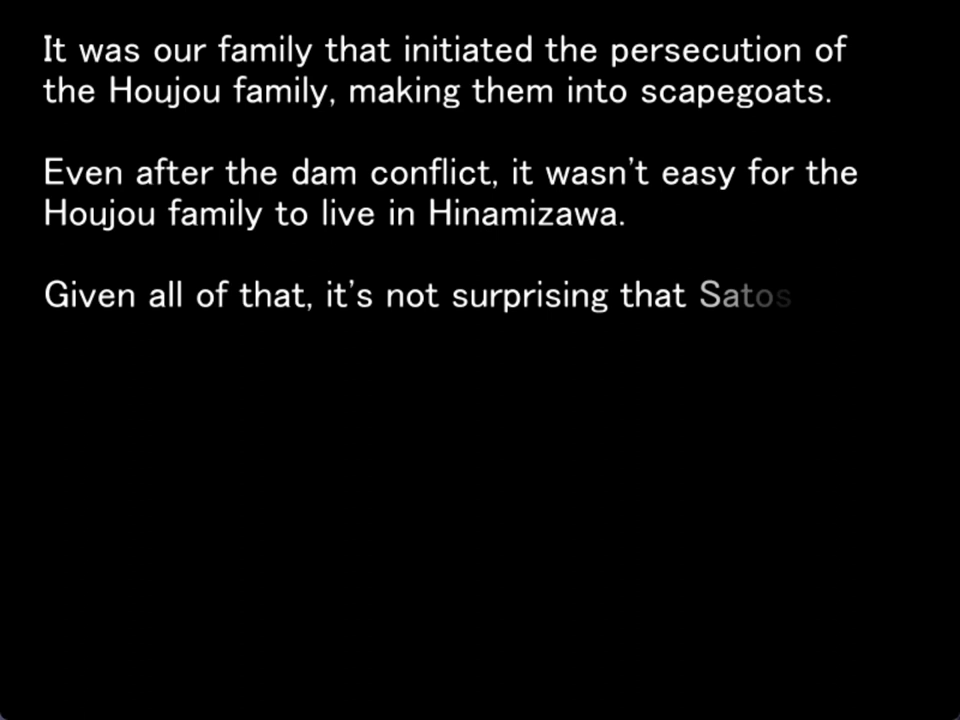 It was our family that initiated the persecution of
the Houjou family, making them into scapegoats.
Even after the dam conflict, it wasn't easy for the
Houjou family to live in Hinamizawa.
Given all of that, it's not surprising that Satos